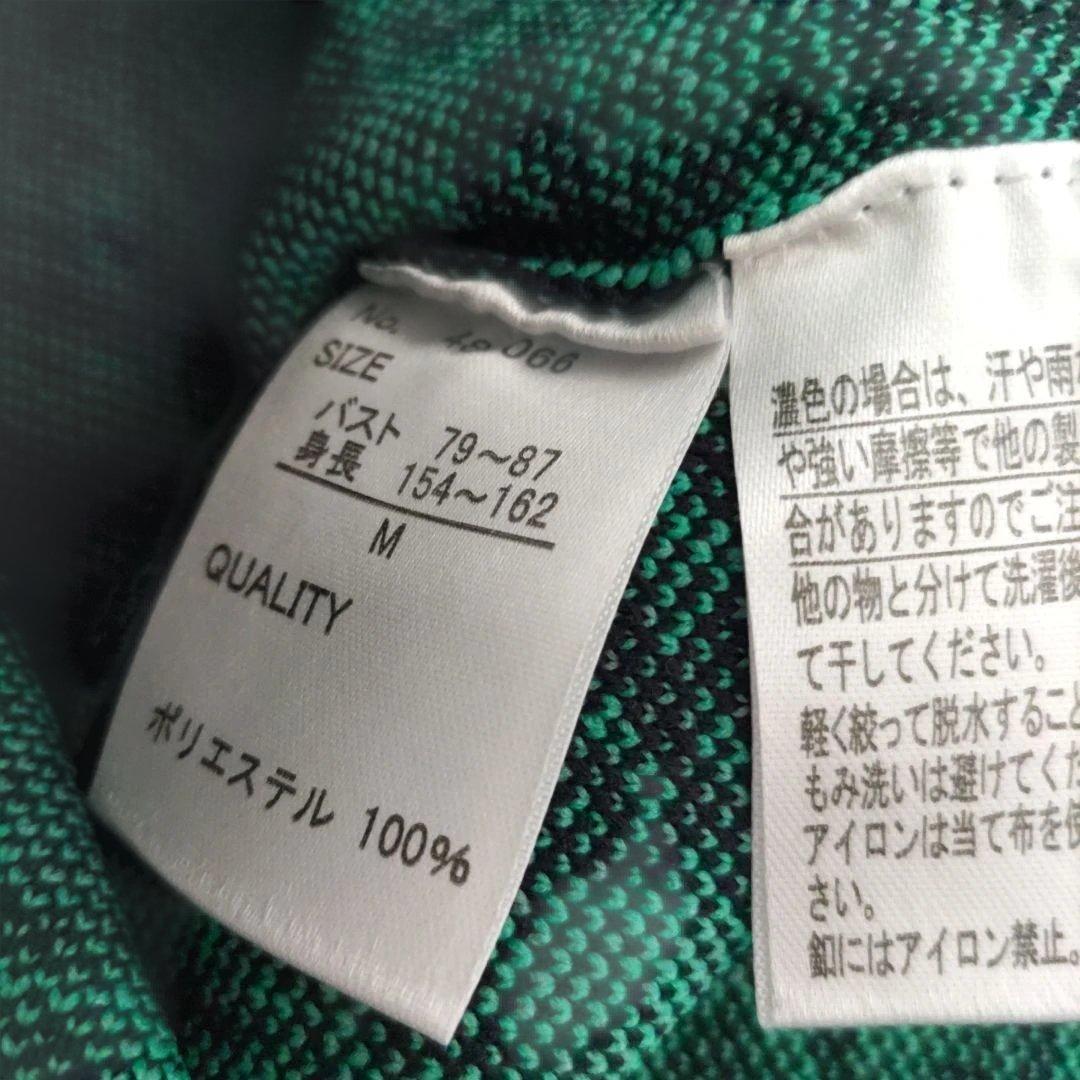 No. 48 066
SIZE
バスト 79～87
身長 154～162
M
QUALITY
ポリエステル 100%
濃色の場合は、汗や雨
や強い摩擦等で他の製
合がありますのでご注
他の物と分けて洗濯後
て干してください。
軽く絞って脱水すること
もみ洗いは避けてくだ
アイロンは当て布を使
さい。
釦にはアイロン禁止。